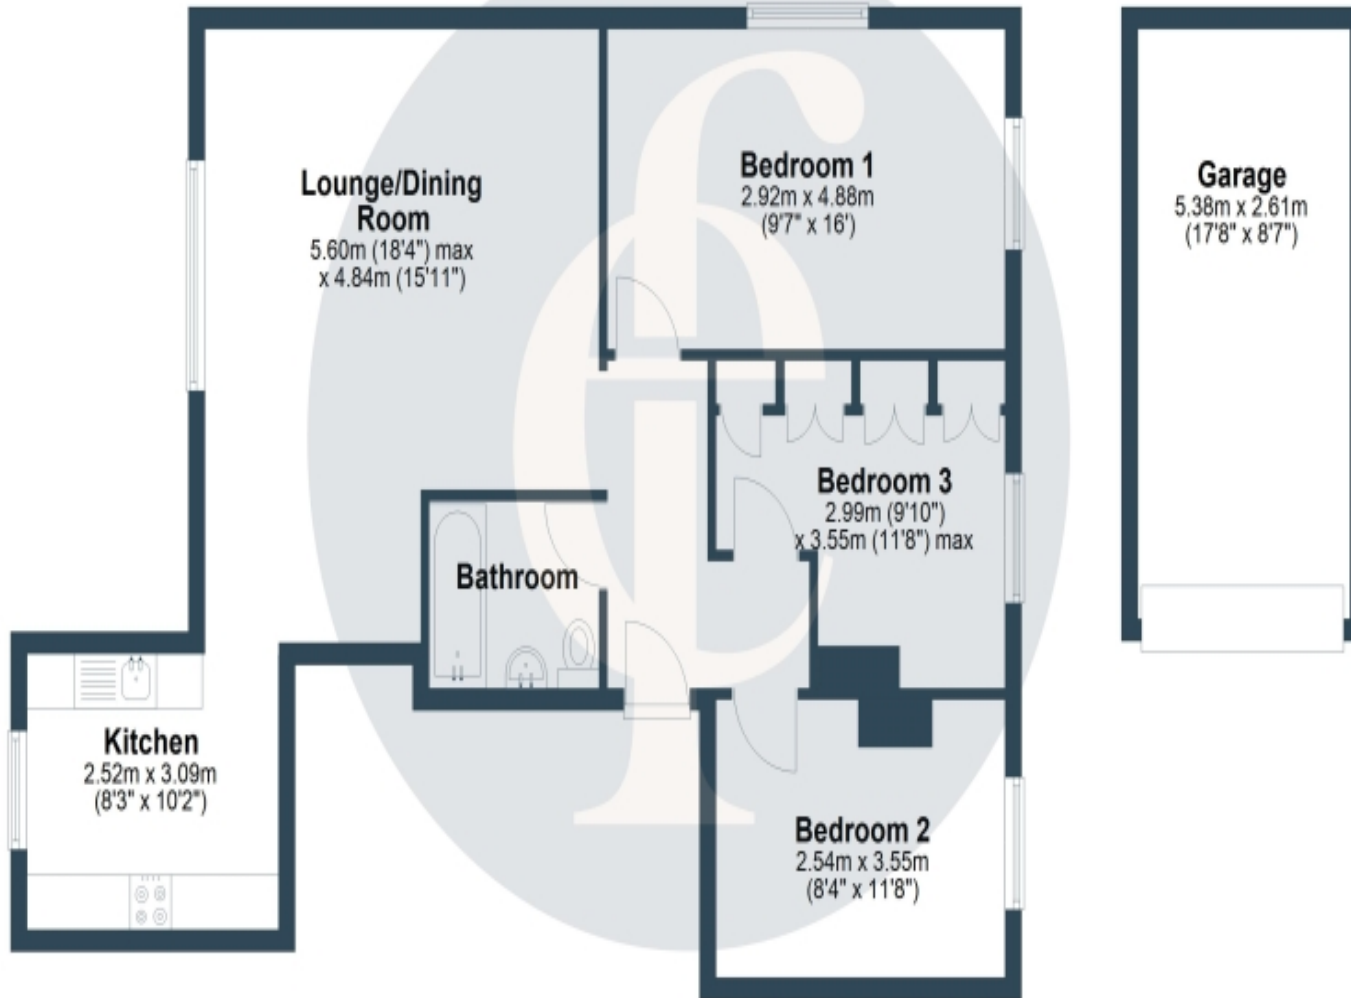 Lounge/Dining
Room
5.60m (18'4") max
x 4.84m (15'11")
Bedroom 1
2.92m x 4.88m
(9'7" x 16')
Garage
5.38m x 2.61m
(17'8" x 8'7")
Bedroom 3
2.99m (9'10")
x 3.55m (11'8") max
Bathroom
Kitchen
2.52m x 3.09m
(8'3" x 10'2")
Bedroom 2
2.54m x 3.55m
(8'4" x 11'8")